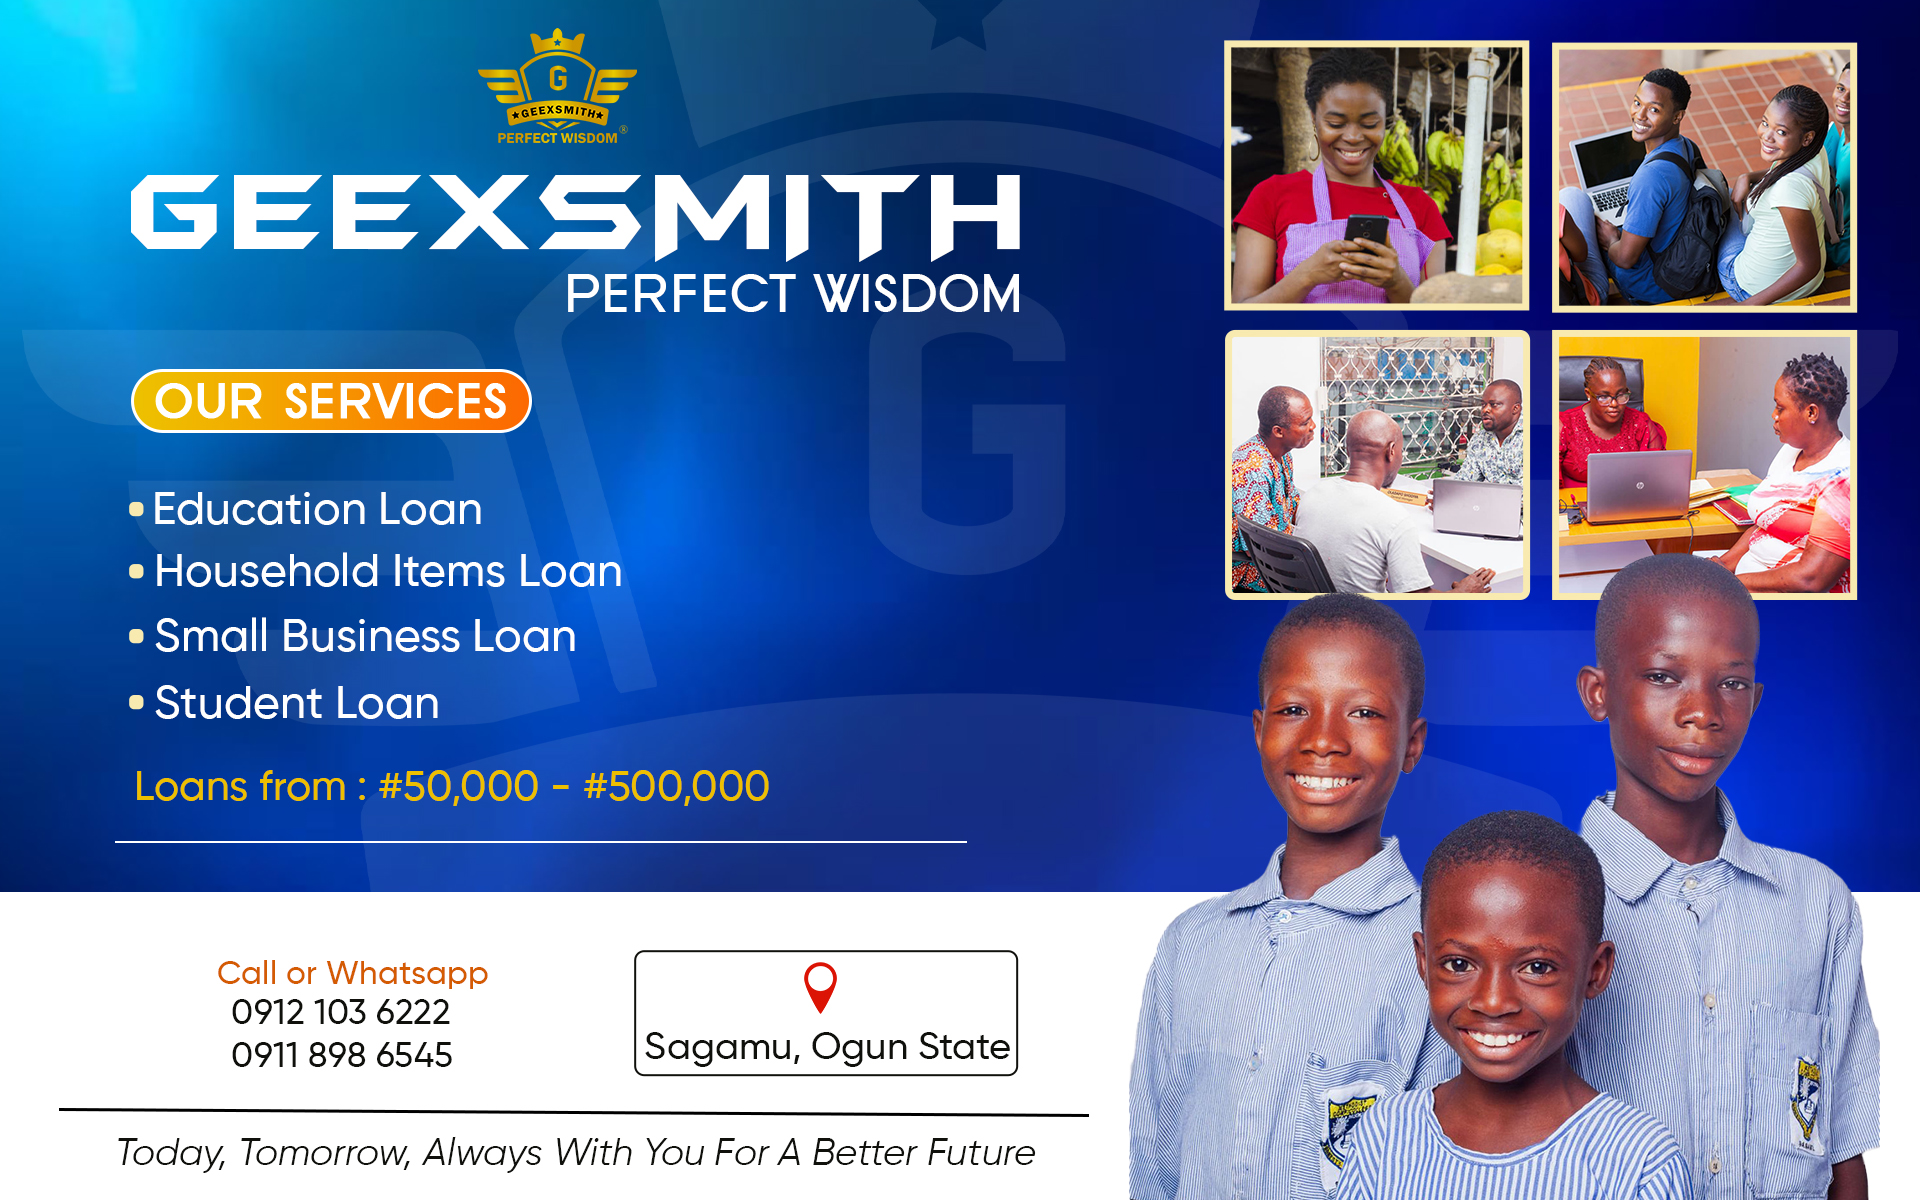 G
★GEEXSMITH★
PERFECT WISDOM®
GEEXSMITH
PERFECT WISDOM
OUR SERVICES
• Education Loan
• Household Items Loan
• Small Business Loan
• Student Loan
Loans from : #50,000 - #500,000
G
Call or Whatsapp
0912 103 6222
0911 898 6545
Sagamu, Ogun State
Today, Tomorrow, Always With You For A Better Future